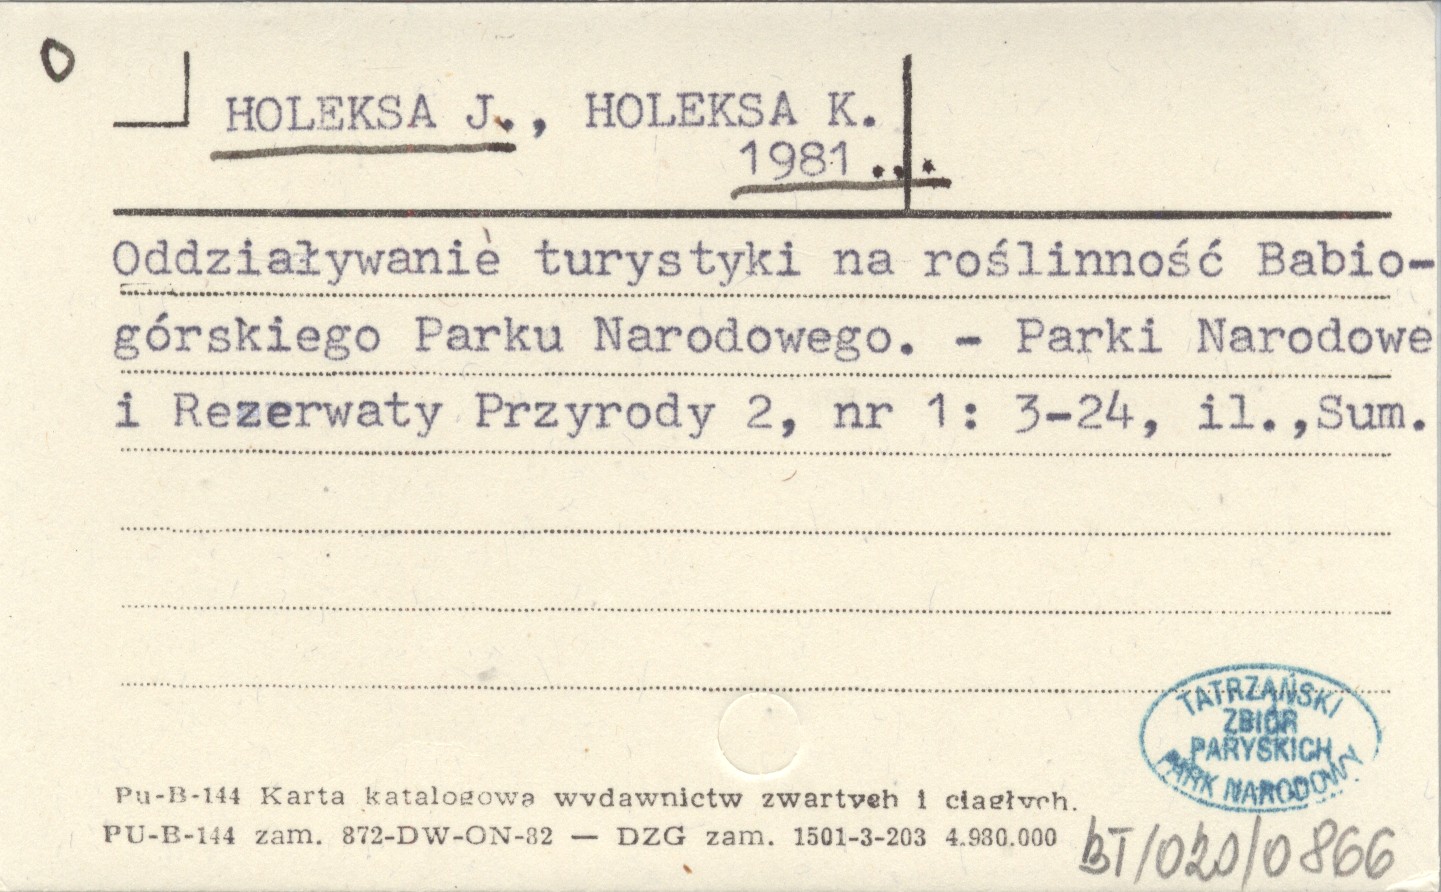 O
HOLEKSA J., HOLEKSA K.
1981...
Oddziaływanie turystyki na roślinność Babio-
górskiego Parku Narodowego. - Parki Narodowe
i Rezerwaty Przyrody 2, nr 1: 3-24, il.,Sum.
TATRZAŃSKI
ZBIÓR
PARYSKICH
PARK NARODOWY
Pu-B-144 Karta katalogowa wydawnictw zwartych i ciągłych.
PU-B-144 zam. 872-DW-ON-82 — DZG zam. 1501-3-203 4.980.000
BT/020/0866